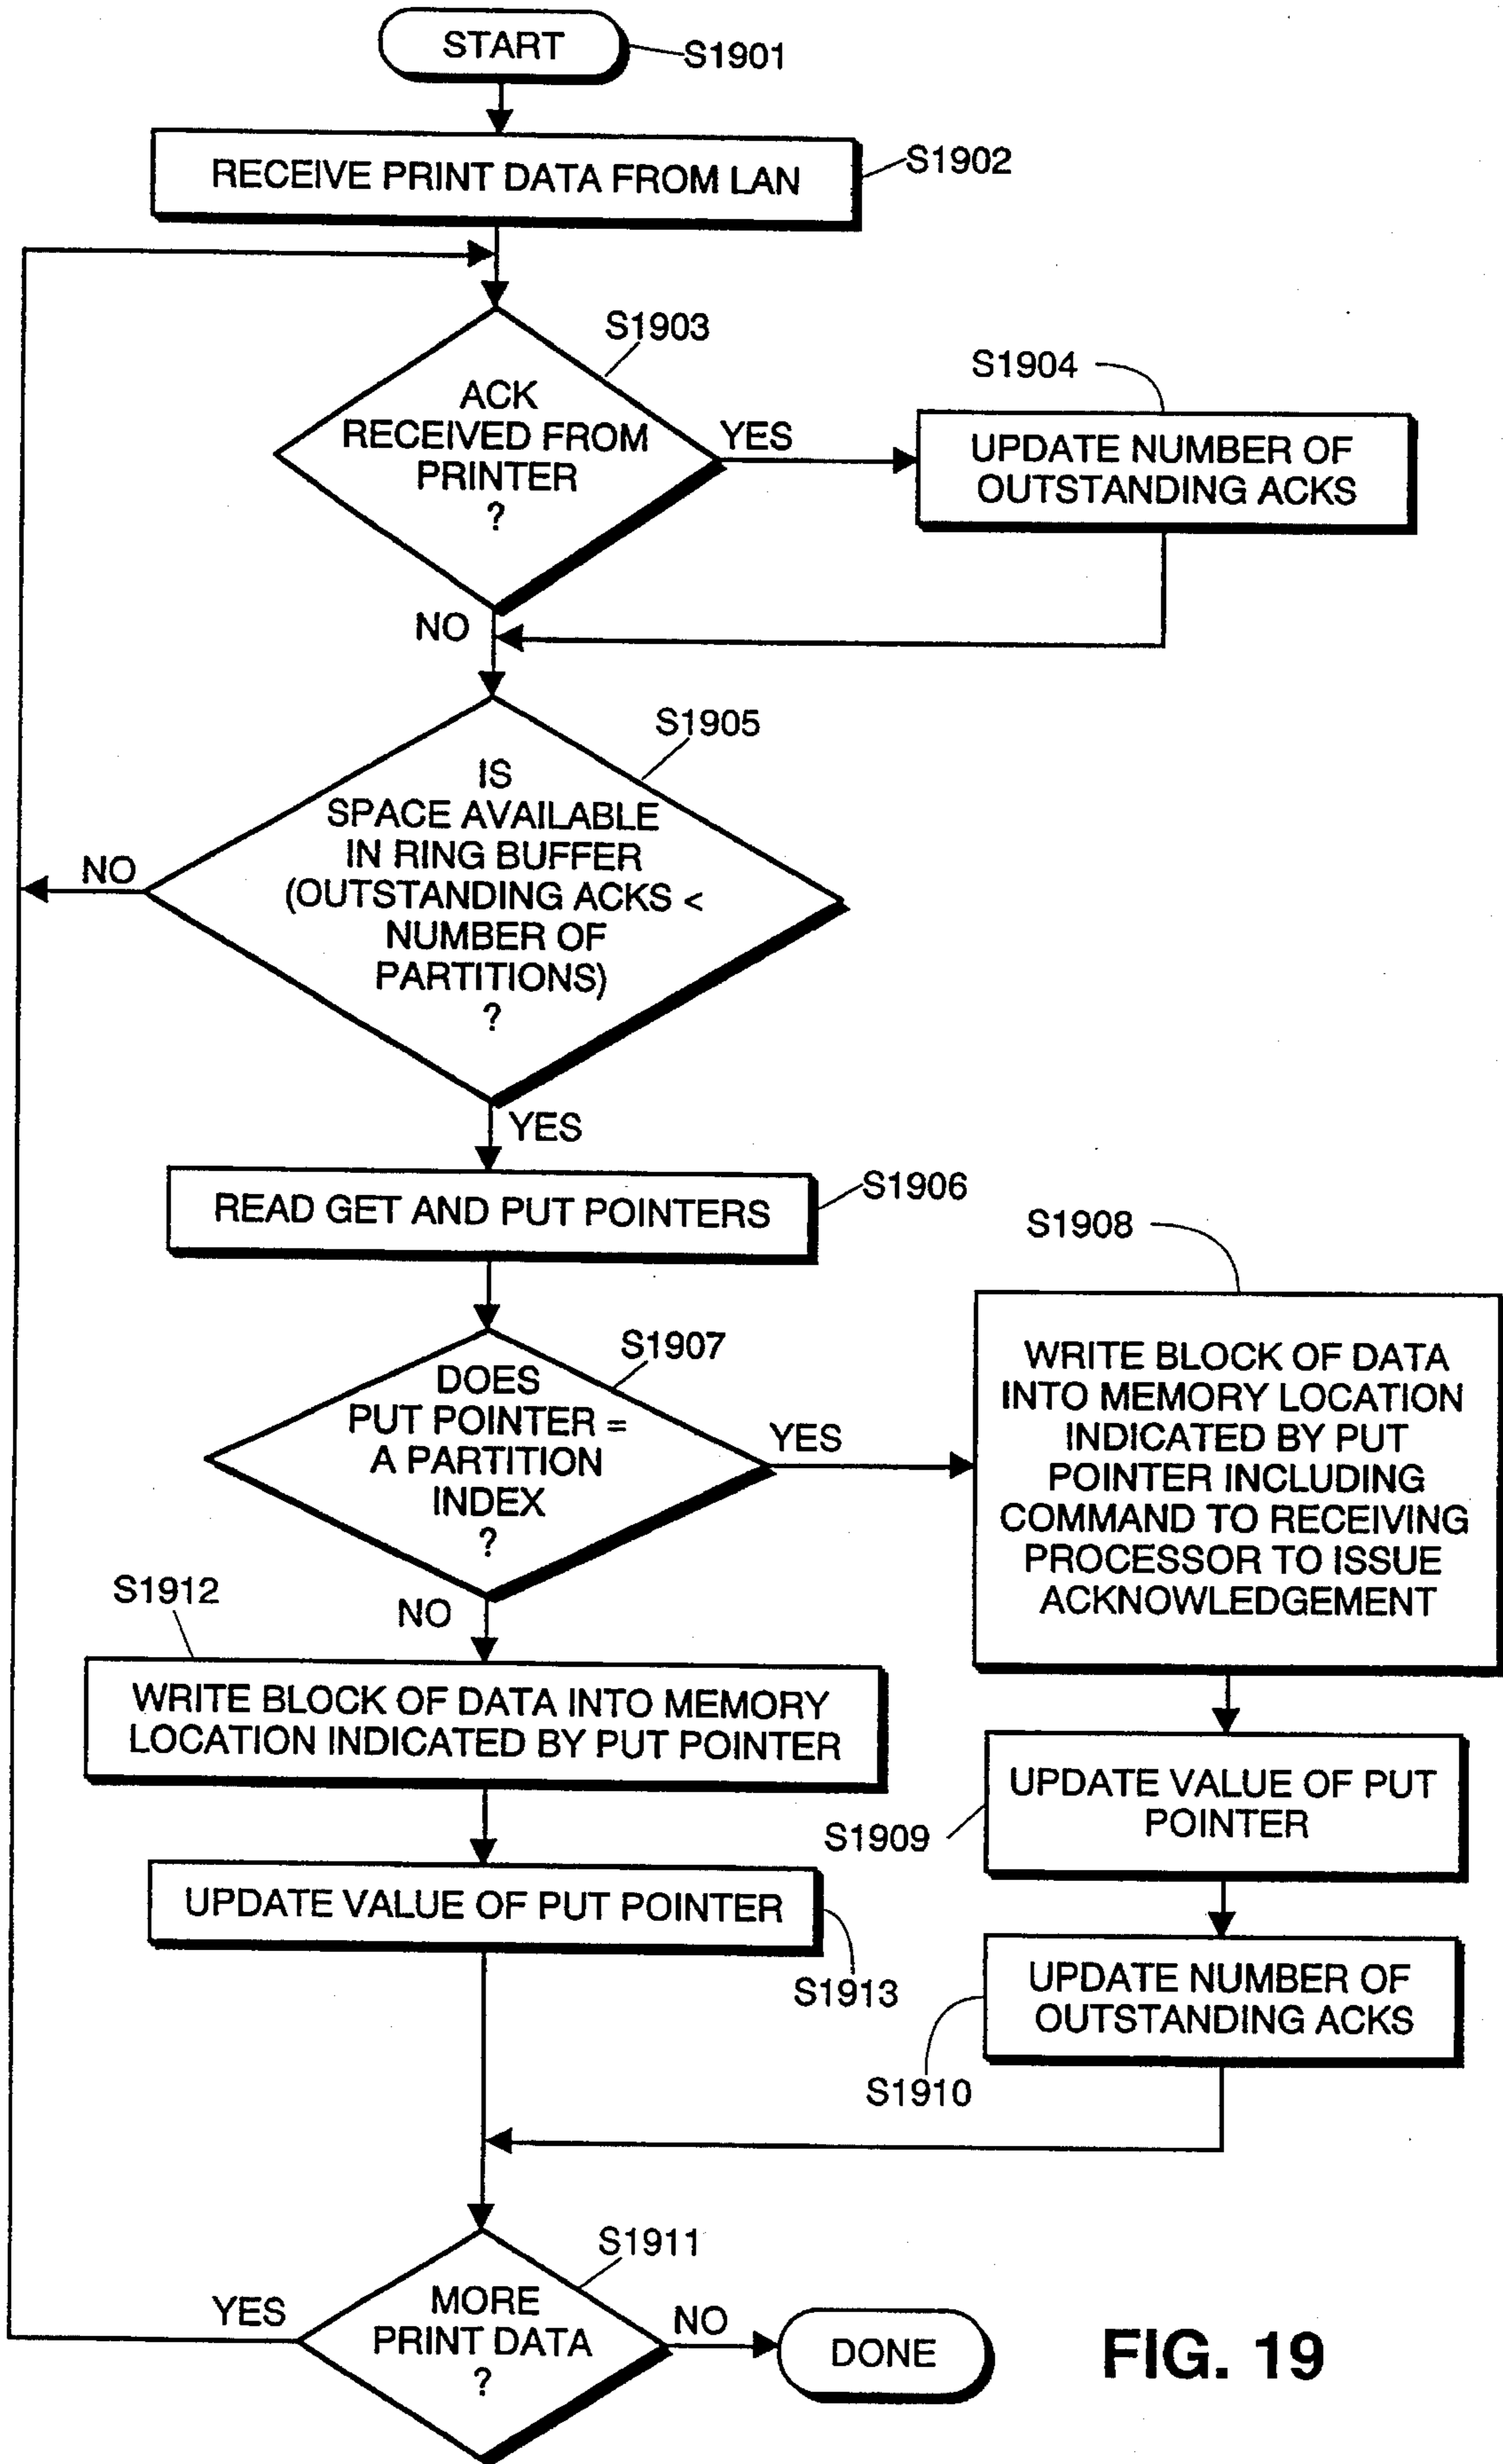 START
S1901
RECEIVE PRINT DATA FROM LAN
S1902
S1903
ACK
RECEIVED FROM
PRINTER
?
YES
S1904
UPDATE NUMBER OF
OUTSTANDING ACKS
NO
S1905
IS
SPACE AVAILABLE
IN RING BUFFER
(OUTSTANDING ACKS <
NUMBER OF
PARTITIONS)
?
NO
YES
READ GET AND PUT POINTERS
S1906
S1907
DOES
PUT POINTER =
A PARTITION
INDEX
?
YES
S1908
WRITE BLOCK OF DATA
INTO MEMORY LOCATION
INDICATED BY PUT
POINTER INCLUDING
COMMAND TO RECEIVING
PROCESSOR TO ISSUE
ACKNOWLEDGEMENT
NO
S1912
WRITE BLOCK OF DATA INTO MEMORY
LOCATION INDICATED BY PUT POINTER
UPDATE VALUE OF PUT
POINTER
S1909
UPDATE VALUE OF PUT POINTER
S1913
UPDATE NUMBER OF
OUTSTANDING ACKS
S1910
S1911
MORE
PRINT DATA
?
YES
NO
DONE
FIG. 19